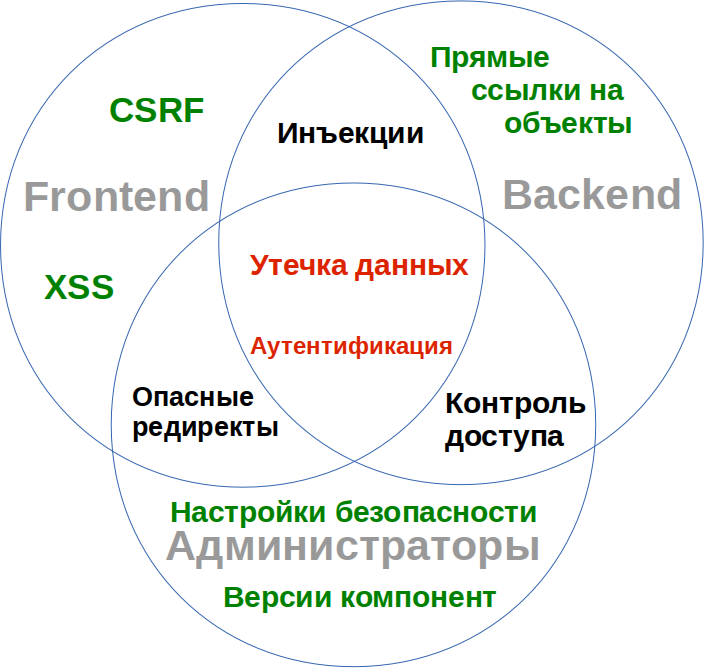 Прямые
ссылки на
объекты
CSRF
Инъекции
Frontend
Backend
Утечка данных
XSS
Аутентификация
Опасные
редиректы
Контроль
доступа
Настройки безопасности
Администраторы
Версии компонент